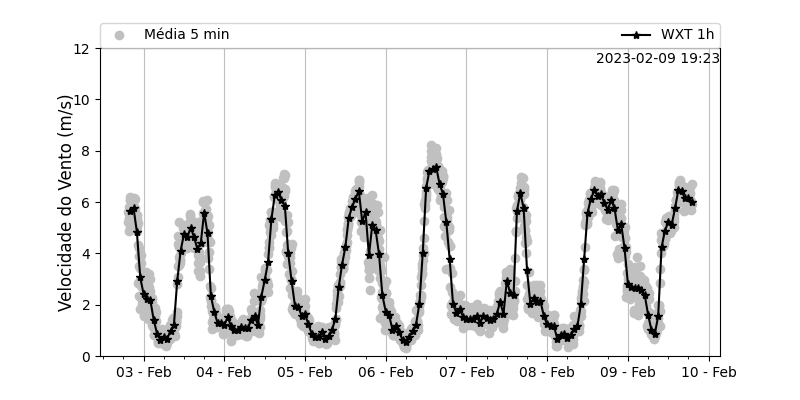 Média 5 min
WXT 1h
2023-02-09 19:23
Velocidade do Vento (m/s)
12
10
8
6
4
2
0
03 - Feb
04 - Feb
05 - Feb
06 - Feb
07 - Feb
08 - Feb
09 - Feb
10 - Feb